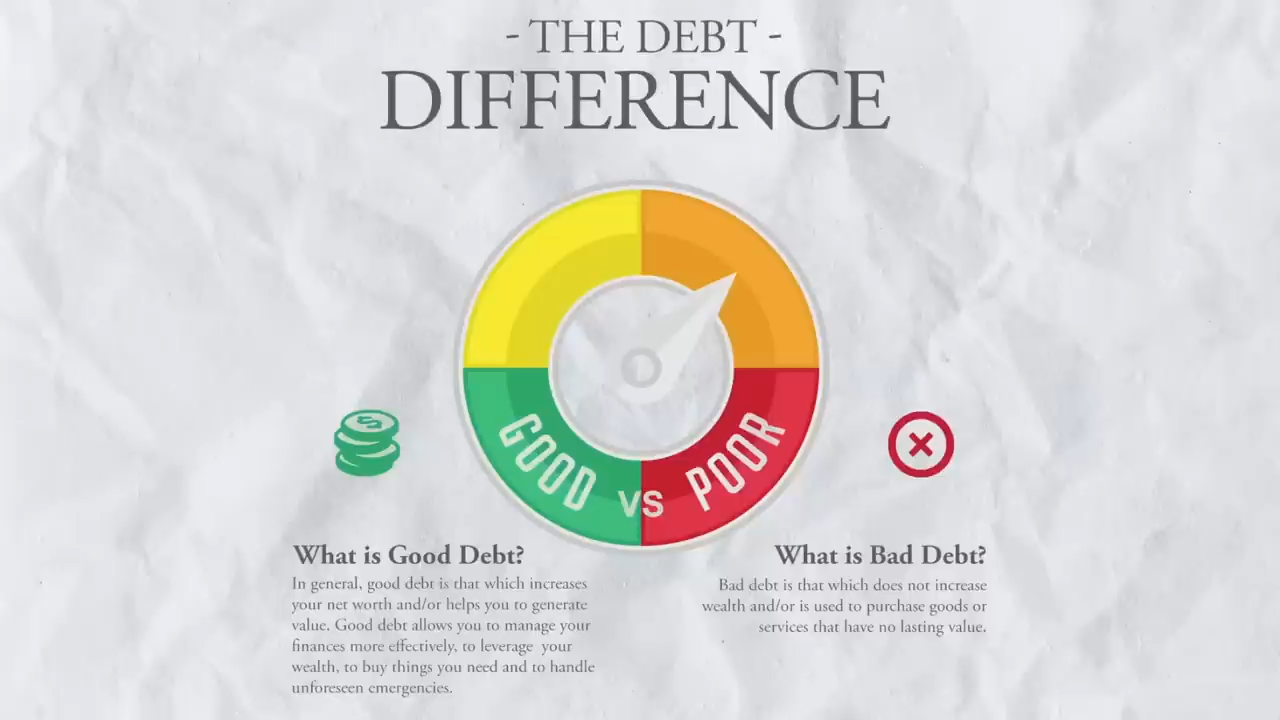 - THE DEBT -
DIFFERENCE
GOOD VS POOR
What is Good Debt?
In general, good debt is that which increases
your net worth and/or helps you to generate
value. Good debt allows you to manage your
finances more effectively, to leverage your
wealth, to buy things you need and to handle
unforeseen emergencies.
What is Bad Debt?
Bad debt is that which does not increase
wealth and/or is used to purchase goods or
services that have no lasting value.